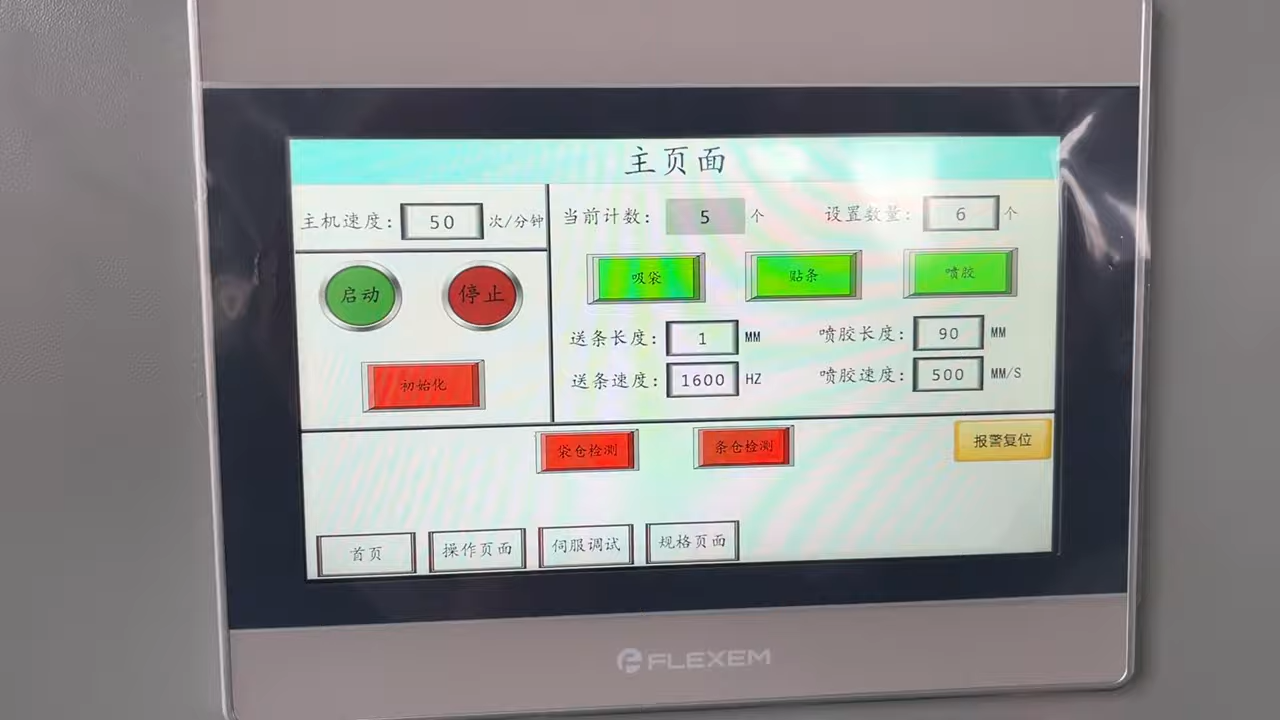 主页面
主机速度: 50 次/分钟
当前计数: 5 个 设置数量: 6 个
启动 停止
吸袋 贴条 喷胶
送条长度: 1 MM 喷胶长度: 90 MM
送条速度: 1600 HZ 喷胶速度: 500 MM/S
初始化
袋仓检测 条仓检测 报警复位
首页 操作页面 伺服调试 规格页面
FLEXEM